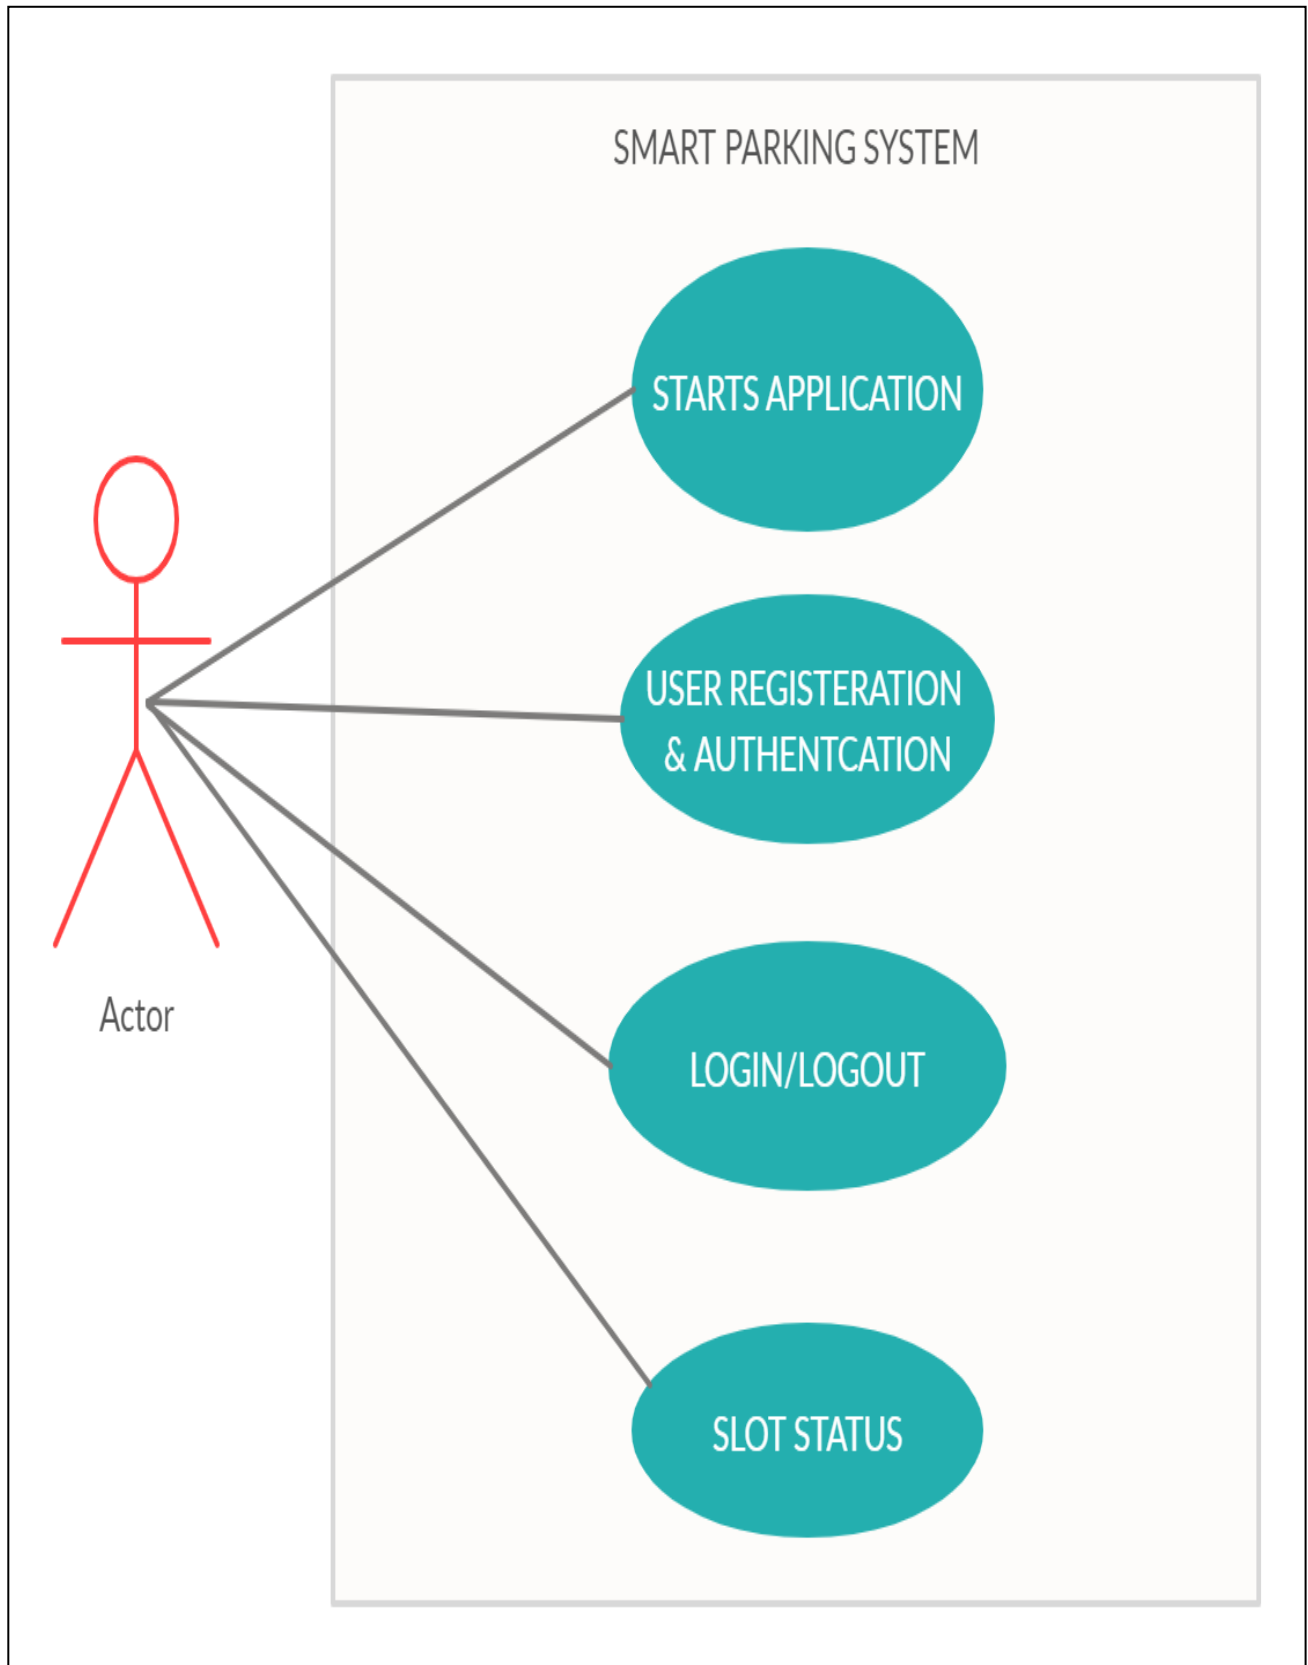 SMART PARKING SYSTEM
STARTS APPLICATION
USER REGISTERATION
& AUTHENTCATION
Actor
LOGIN/LOGOUT
SLOT STATUS